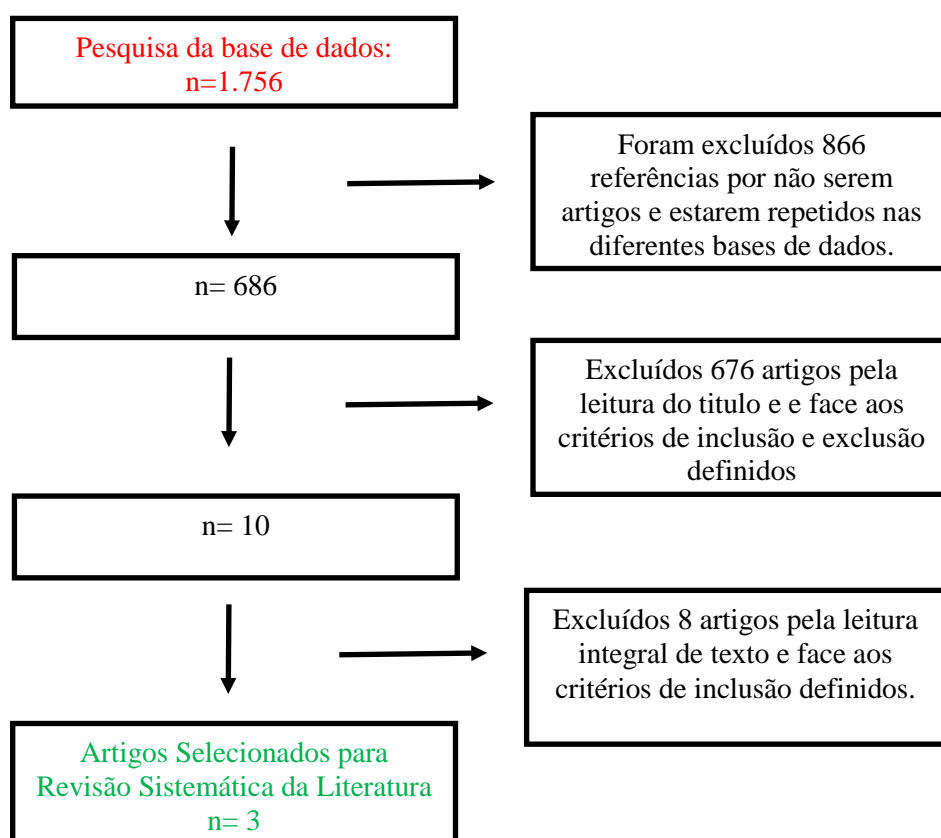 Pesquisa da base de dados:
n=1.756
Foram excluídos 866
referências por não serem
artigos e estarem repetidos nas
diferentes bases de dados.
n= 686
Excluídos 676 artigos pela
leitura do titulo e e face aos
critérios de inclusão e exclusão
definidos
n= 10
Excluídos 8 artigos pela leitura
integral de texto e face aos
critérios de inclusão definidos.
Artigos Selecionados para
Revisão Sistemática da Literatura
n= 3